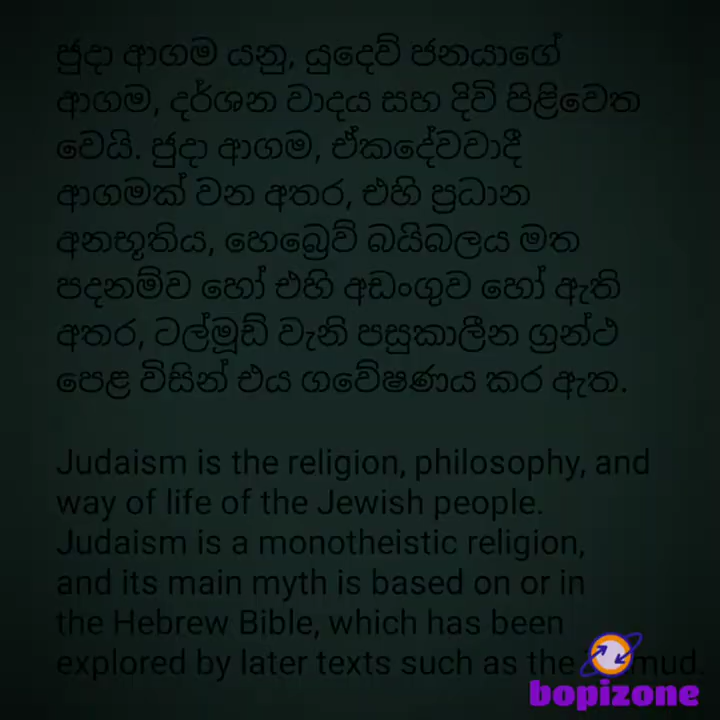 ජුදා ආගම යනු, යුදෙව් ජනයාගේ
ආගම, දර්ශන වාදය සහ දිවි පිළිවෙත
වෙයි. ජුදා ආගම, ඒකදේවවාදී
ආගමක් වන අතර, එහි ප්‍රධාන
අනභූතිය, හෙබ්‍රෙව් බයිබලය මත
පදනම්ව හෝ එහි අඩංගුව හෝ ඇති
අතර, ටල්මූඩ් වැනි පසුකාලීන ග්‍රන්ථ
පෙළ විසින් එය ගවේෂණය කර ඇත.
Judaism is the religion, philosophy, and
way of life of the Jewish people.
Judaism is a monotheistic religion,
and its main myth is based on or in
the Hebrew Bible, which has been
explored by later texts such as the
bopizone